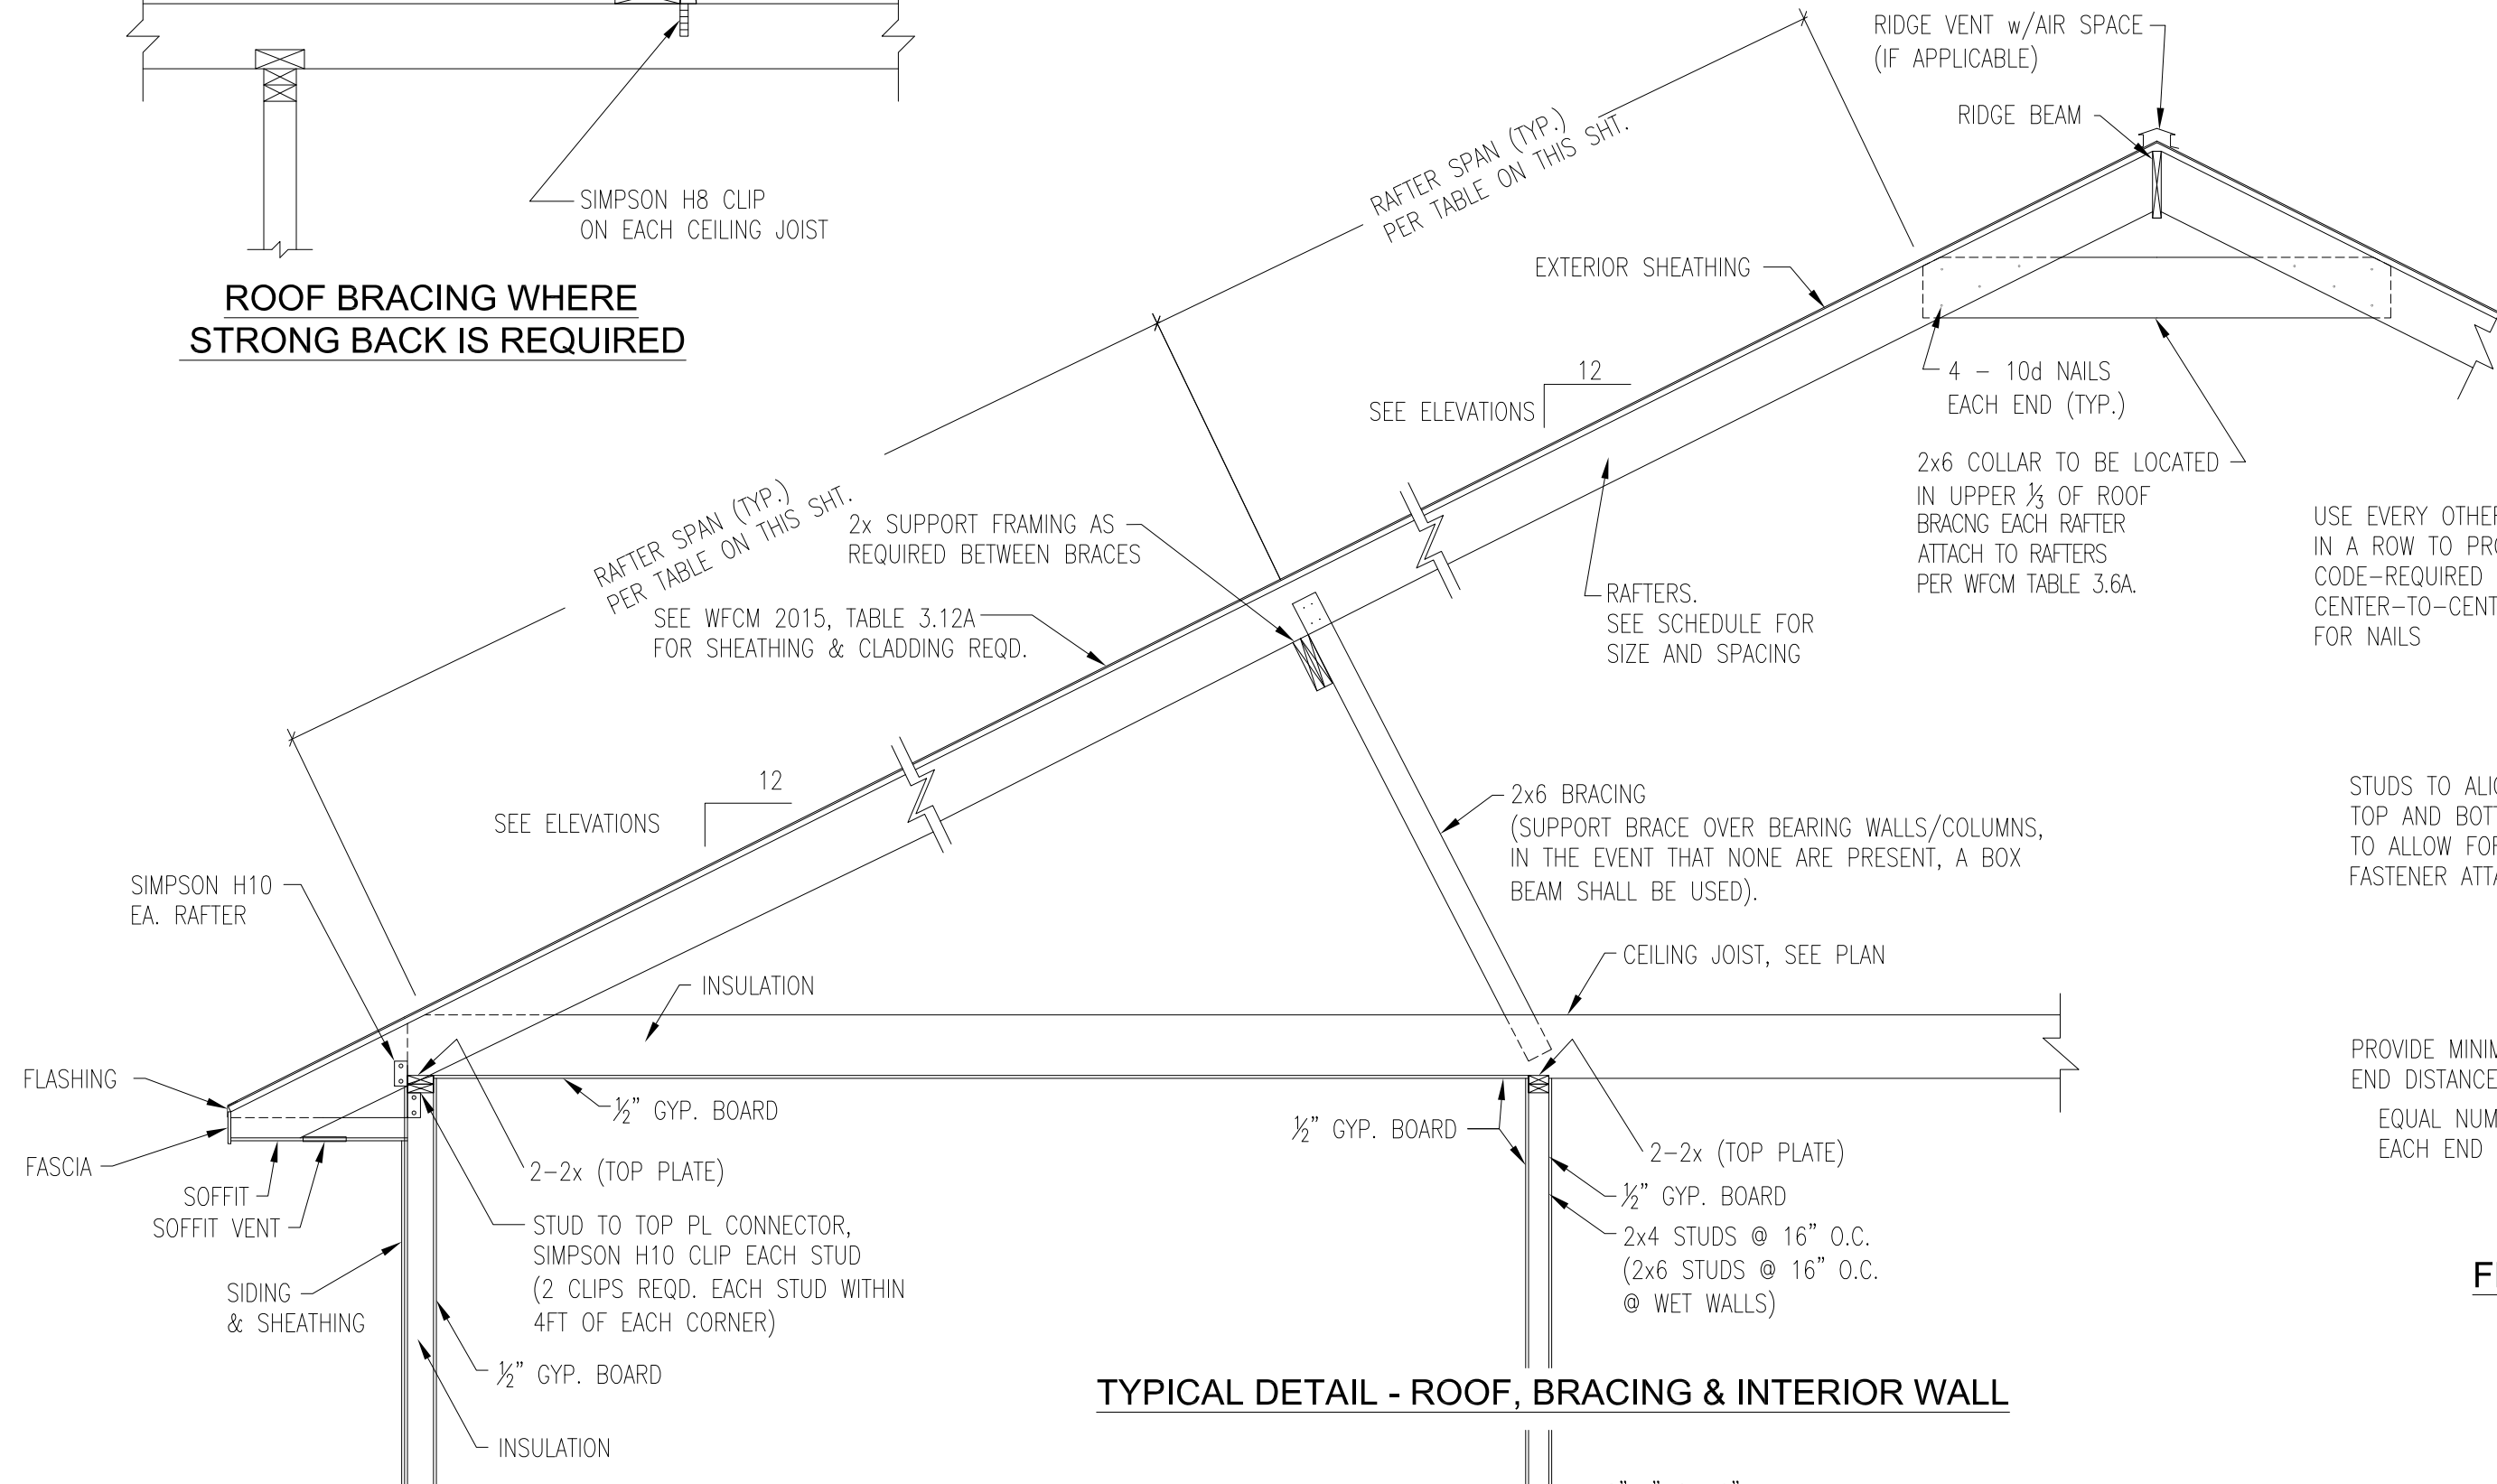 SIMPSON H8 CLIP
ON EACH CEILING JOIST
ROOF BRACING WHERE
STRONG BACK IS REQUIRED
RAFTER SPAN (TYP.)
PER TABLE ON THIS SHT.
RIDGE VENT w/AIR SPACE
(IF APPLICABLE)
RIDGE BEAM
EXTERIOR SHEATHING
12
SEE ELEVATIONS
4 – 10d NAILS
EACH END (TYP.)
2x6 COLLAR TO BE LOCATED
IN UPPER ⅓ OF ROOF
BRACNG EACH RAFTER
ATTACH TO RAFTERS
PER WFCM TABLE 3.6A.
RAFTER SPAN (TYP.)
PER TABLE ON THIS SHT.
2x SUPPORT FRAMING AS
REQUIRED BETWEEN BRACES
SEE WFCM 2015, TABLE 3.12A
FOR SHEATHING & CLADDING REQD.
RAFTERS.
SEE SCHEDULE FOR
SIZE AND SPACING
USE EVERY OTHER
IN A ROW TO PRO
CODE-REQUIRED
CENTER-TO-CENT
FOR NAILS
12
SEE ELEVATIONS
2x6 BRACING
(SUPPORT BRACE OVER BEARING WALLS/COLUMNS,
IN THE EVENT THAT NONE ARE PRESENT, A BOX
BEAM SHALL BE USED).
STUDS TO ALIG
TOP AND BOTT
TO ALLOW FOR
FASTENER ATTA
SIMPSON H10
EA. RAFTER
INSULATION
CEILING JOIST, SEE PLAN
FLASHING
FASCIA
SOFFIT
SOFFIT VENT
SIDING
& SHEATHING
½" GYP. BOARD
2-2x (TOP PLATE)
STUD TO TOP PL CONNECTOR,
SIMPSON H10 CLIP EACH STUD
(2 CLIPS REQD. EACH STUD WITHIN
4FT OF EACH CORNER)
½" GYP. BOARD
INSULATION
½" GYP. BOARD
2-2x (TOP PLATE)
½" GYP. BOARD
2x4 STUDS @ 16" O.C.
(2x6 STUDS @ 16" O.C.
@ WET WALLS)
PROVIDE MINIM
END DISTANCE
EQUAL NUM
EACH END
TYPICAL DETAIL - ROOF, BRACING & INTERIOR WALL